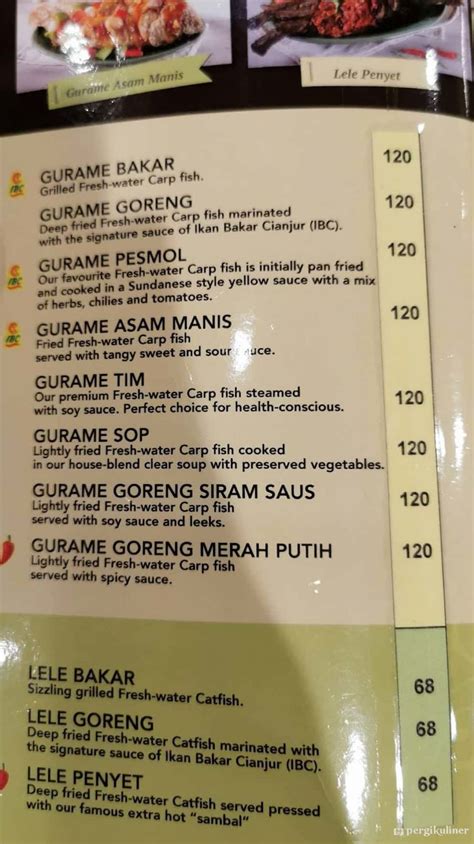 Gurame Asam Manis
Lele Penyet
IBC GURAME BAKAR 120
Grilled Fresh-water Carp fish.
GURAME GORENG 120
Deep fried Fresh-water Carp fish marinated
with the signature sauce of Ikan Bakar Cianjur (IBC).
IBC GURAME PESMOL 120
Our favourite Fresh-water Carp fish is initially pan fried
and cooked in a Sundanese style yellow sauce with a mix
of herbs, chilies and tomatoes.
IBC GURAME ASAM MANIS 120
Fried Fresh-water Carp fish
served with tangy sweet and sour sauce.
GURAME TIM 120
Our premium Fresh-water Carp fish steamed
with soy sauce. Perfect choice for health-conscious.
GURAME SOP 120
Lightly fried Fresh-water Carp fish cooked
in our house-blend clear soup with preserved vegetables.
GURAME GORENG SIRAM SAUS 120
Lightly fried Fresh-water Carp fish
served with soy sauce and leeks.
GURAME GORENG MERAH PUTIH 120
Lightly fried Fresh-water Carp fish
served with spicy sauce.
LELE BAKAR 68
Sizzling grilled Fresh-water Catfish.
LELE GORENG 68
Deep fried Fresh-water Catfish marinated with
the signature sauce of Ikan Bakar Cianjur (IBC).
LELE PENYET 68
Deep fried Fresh-water Catfish served pressed
with our famous extra hot "sambal"
pergikuliner